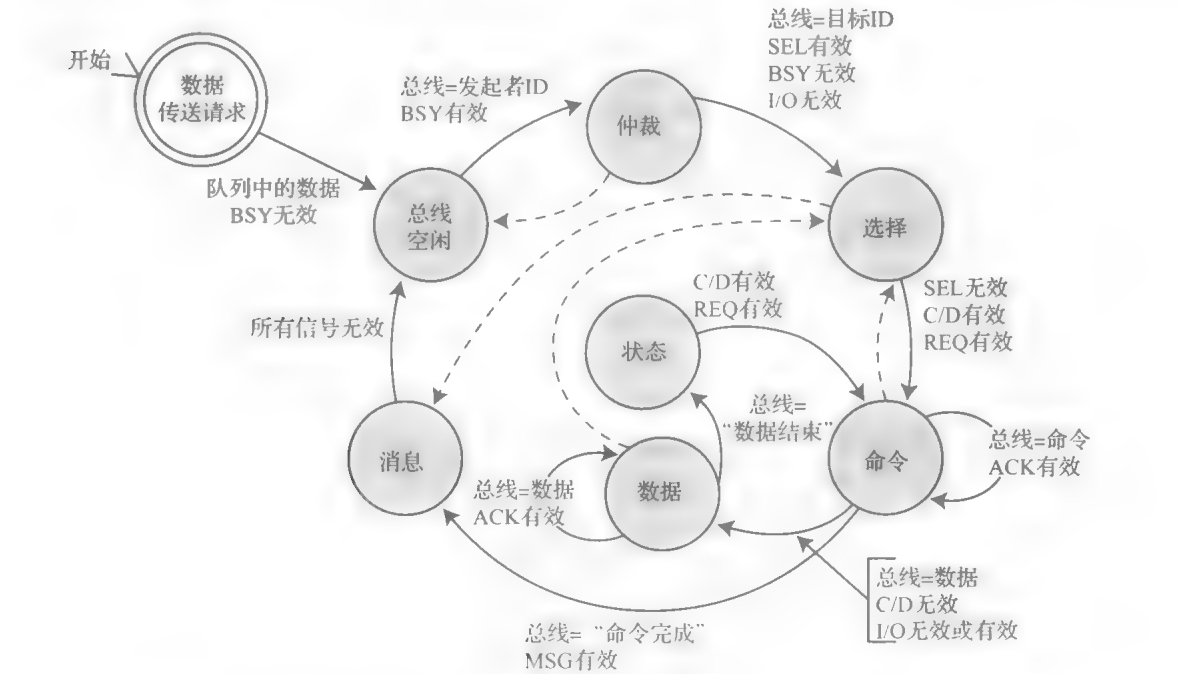 开始
数据
传送请求
总线=发起者ID
BSY有效
仲裁
总线=目标ID
SEL有效
BSY无效
I/O无效
队列中的数据
BSY无效
总线
空闲
选择
C/D有效
REQ有效
SEL无效
C/D有效
REQ有效
所有信号无效
状态
总线=
“数据结束”
消息
总线=数据
ACK有效
数据
命令
总线=命令
ACK有效
总线=数据
C/D无效
I/O无效或有效
总线=“命令完成”
MSG有效